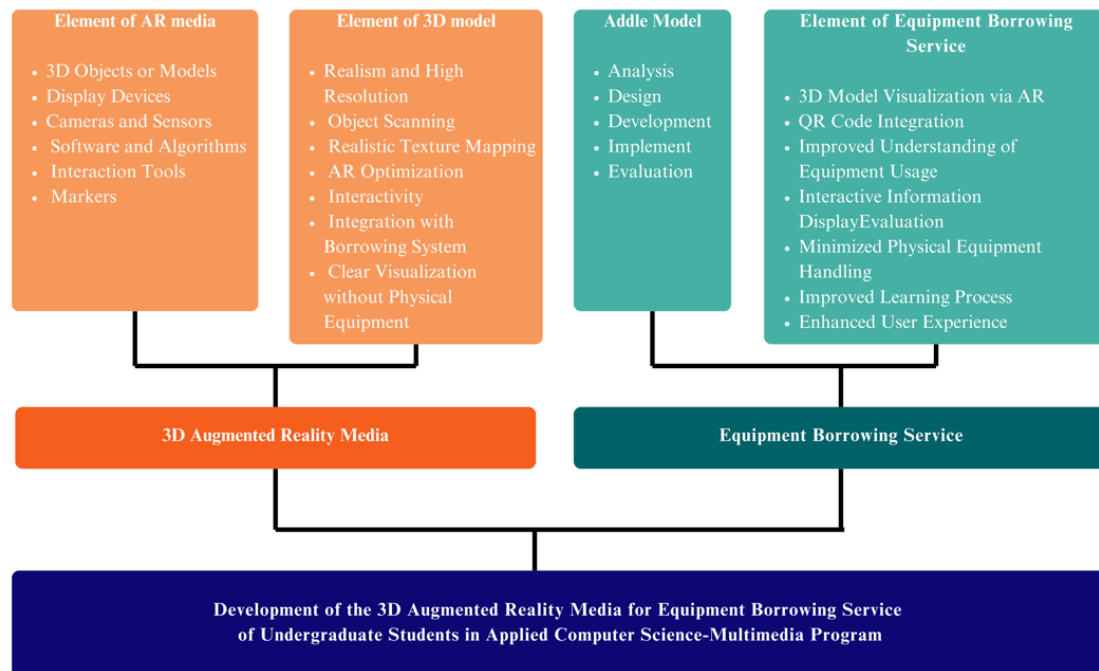 Element of AR media
• 3D Objects or Models
• Display Devices
• Cameras and Sensors
• Software and Algorithms
• Interaction Tools
• Markers
Element of 3D model
• Realism and High
Resolution
• Object Scanning
• Realistic Texture Mapping
• AR Optimization
• Interactivity
• Integration with
Borrowing System
• Clear Visualization
without Physical
Equipment
Addle Model
• Analysis
• Design
• Development
• Implement
• Evaluation
Element of Equipment Borrowing
Service
• 3D Model Visualization via AR
• QR Code Integration
• Improved Understanding of
Equipment Usage
• Interactive Information
DisplayEvaluation
• Minimized Physical Equipment
Handling
• Improved Learning Process
• Enhanced User Experience
3D Augmented Reality Media
Equipment Borrowing Service
Development of the 3D Augmented Reality Media for Equipment Borrowing Service
of Undergraduate Students in Applied Computer Science-Multimedia Program